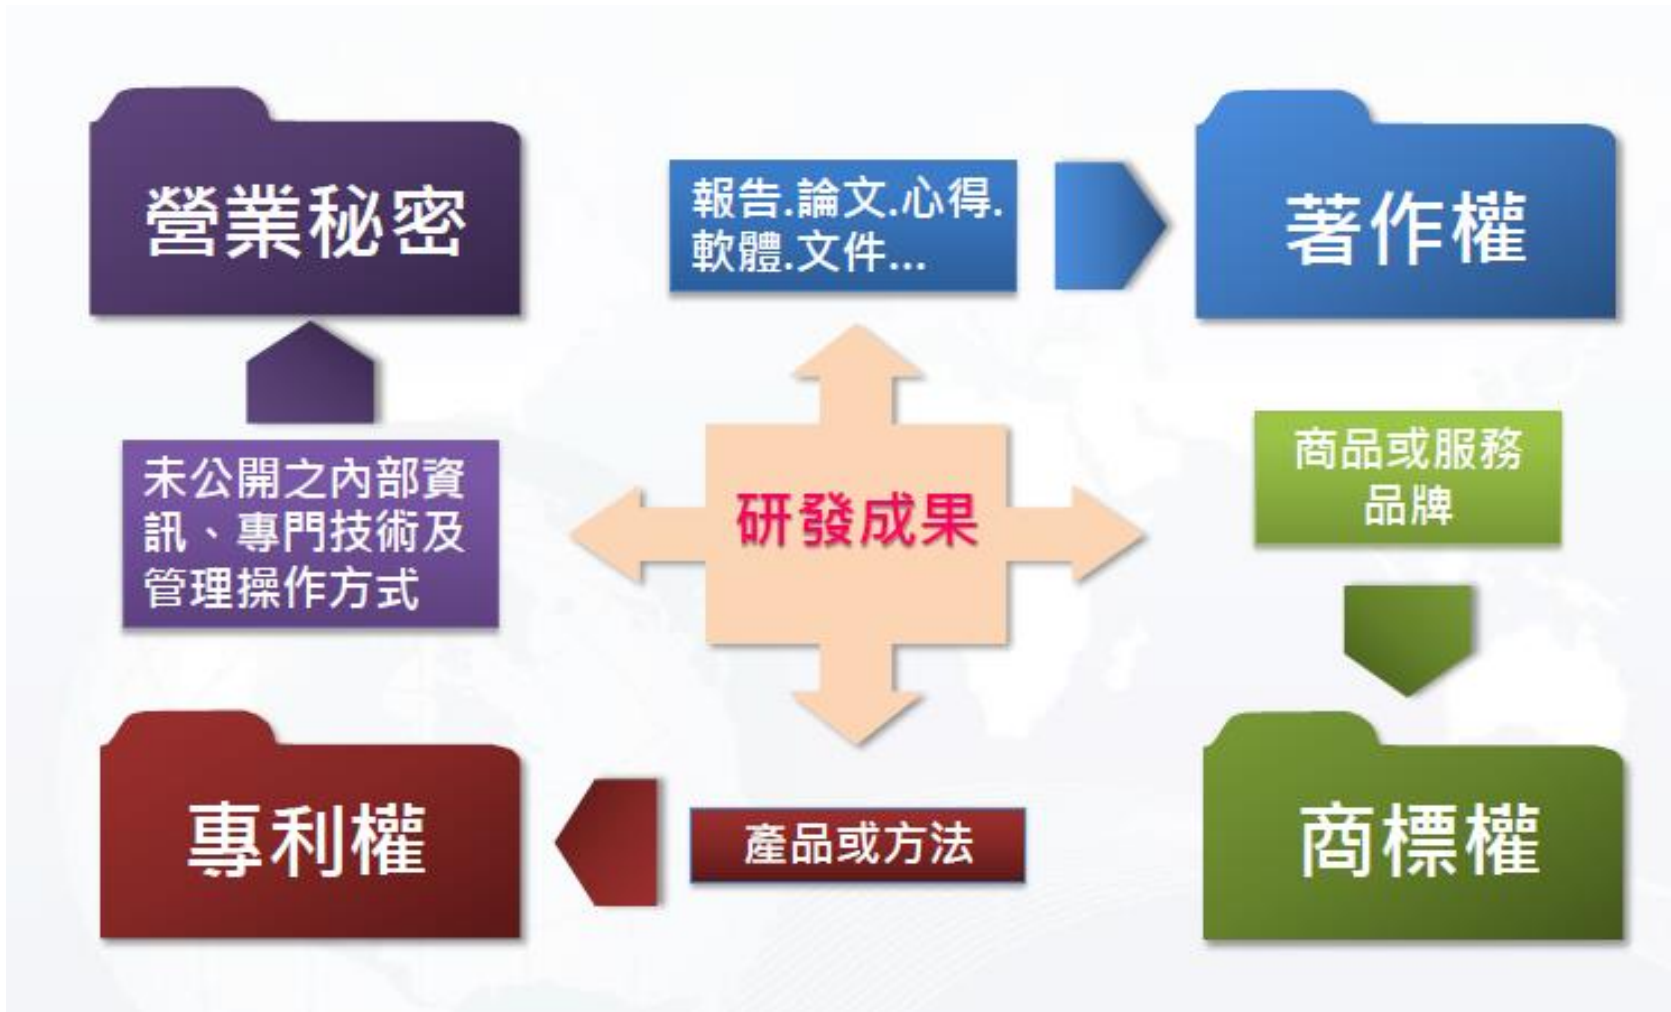 營業秘密
報告.論文.心得.
軟體.文件...
著作權
未公開之內部資
訊、專門技術及
管理操作方式
研發成果
商品或服務
品牌
專利權
產品或方法
商標權